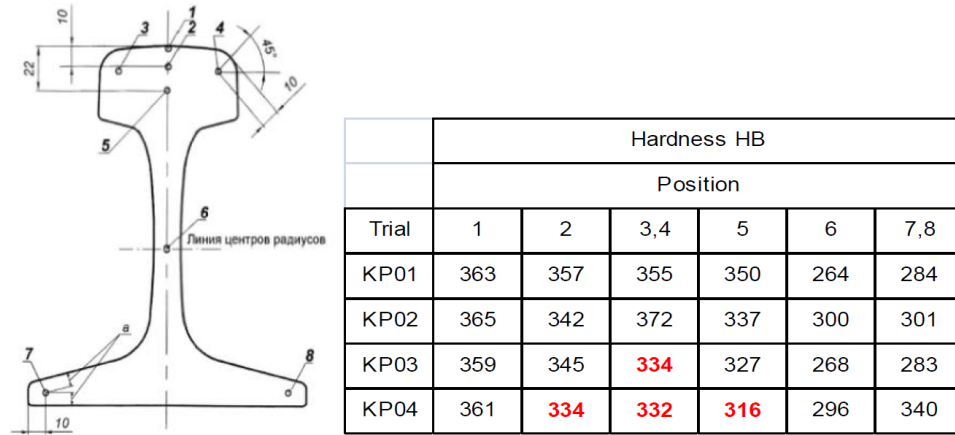 10
1
2
3
4
45°
22
10
5
6
Линия центров радиусов
a
7
8
10
Hardness HB
Position
Trial 1 2 3,4 5 6 7,8
KP01 363 357 355 350 264 284
KP02 365 342 372 337 300 301
KP03 359 345 334 327 268 283
KP04 361 334 332 316 296 340